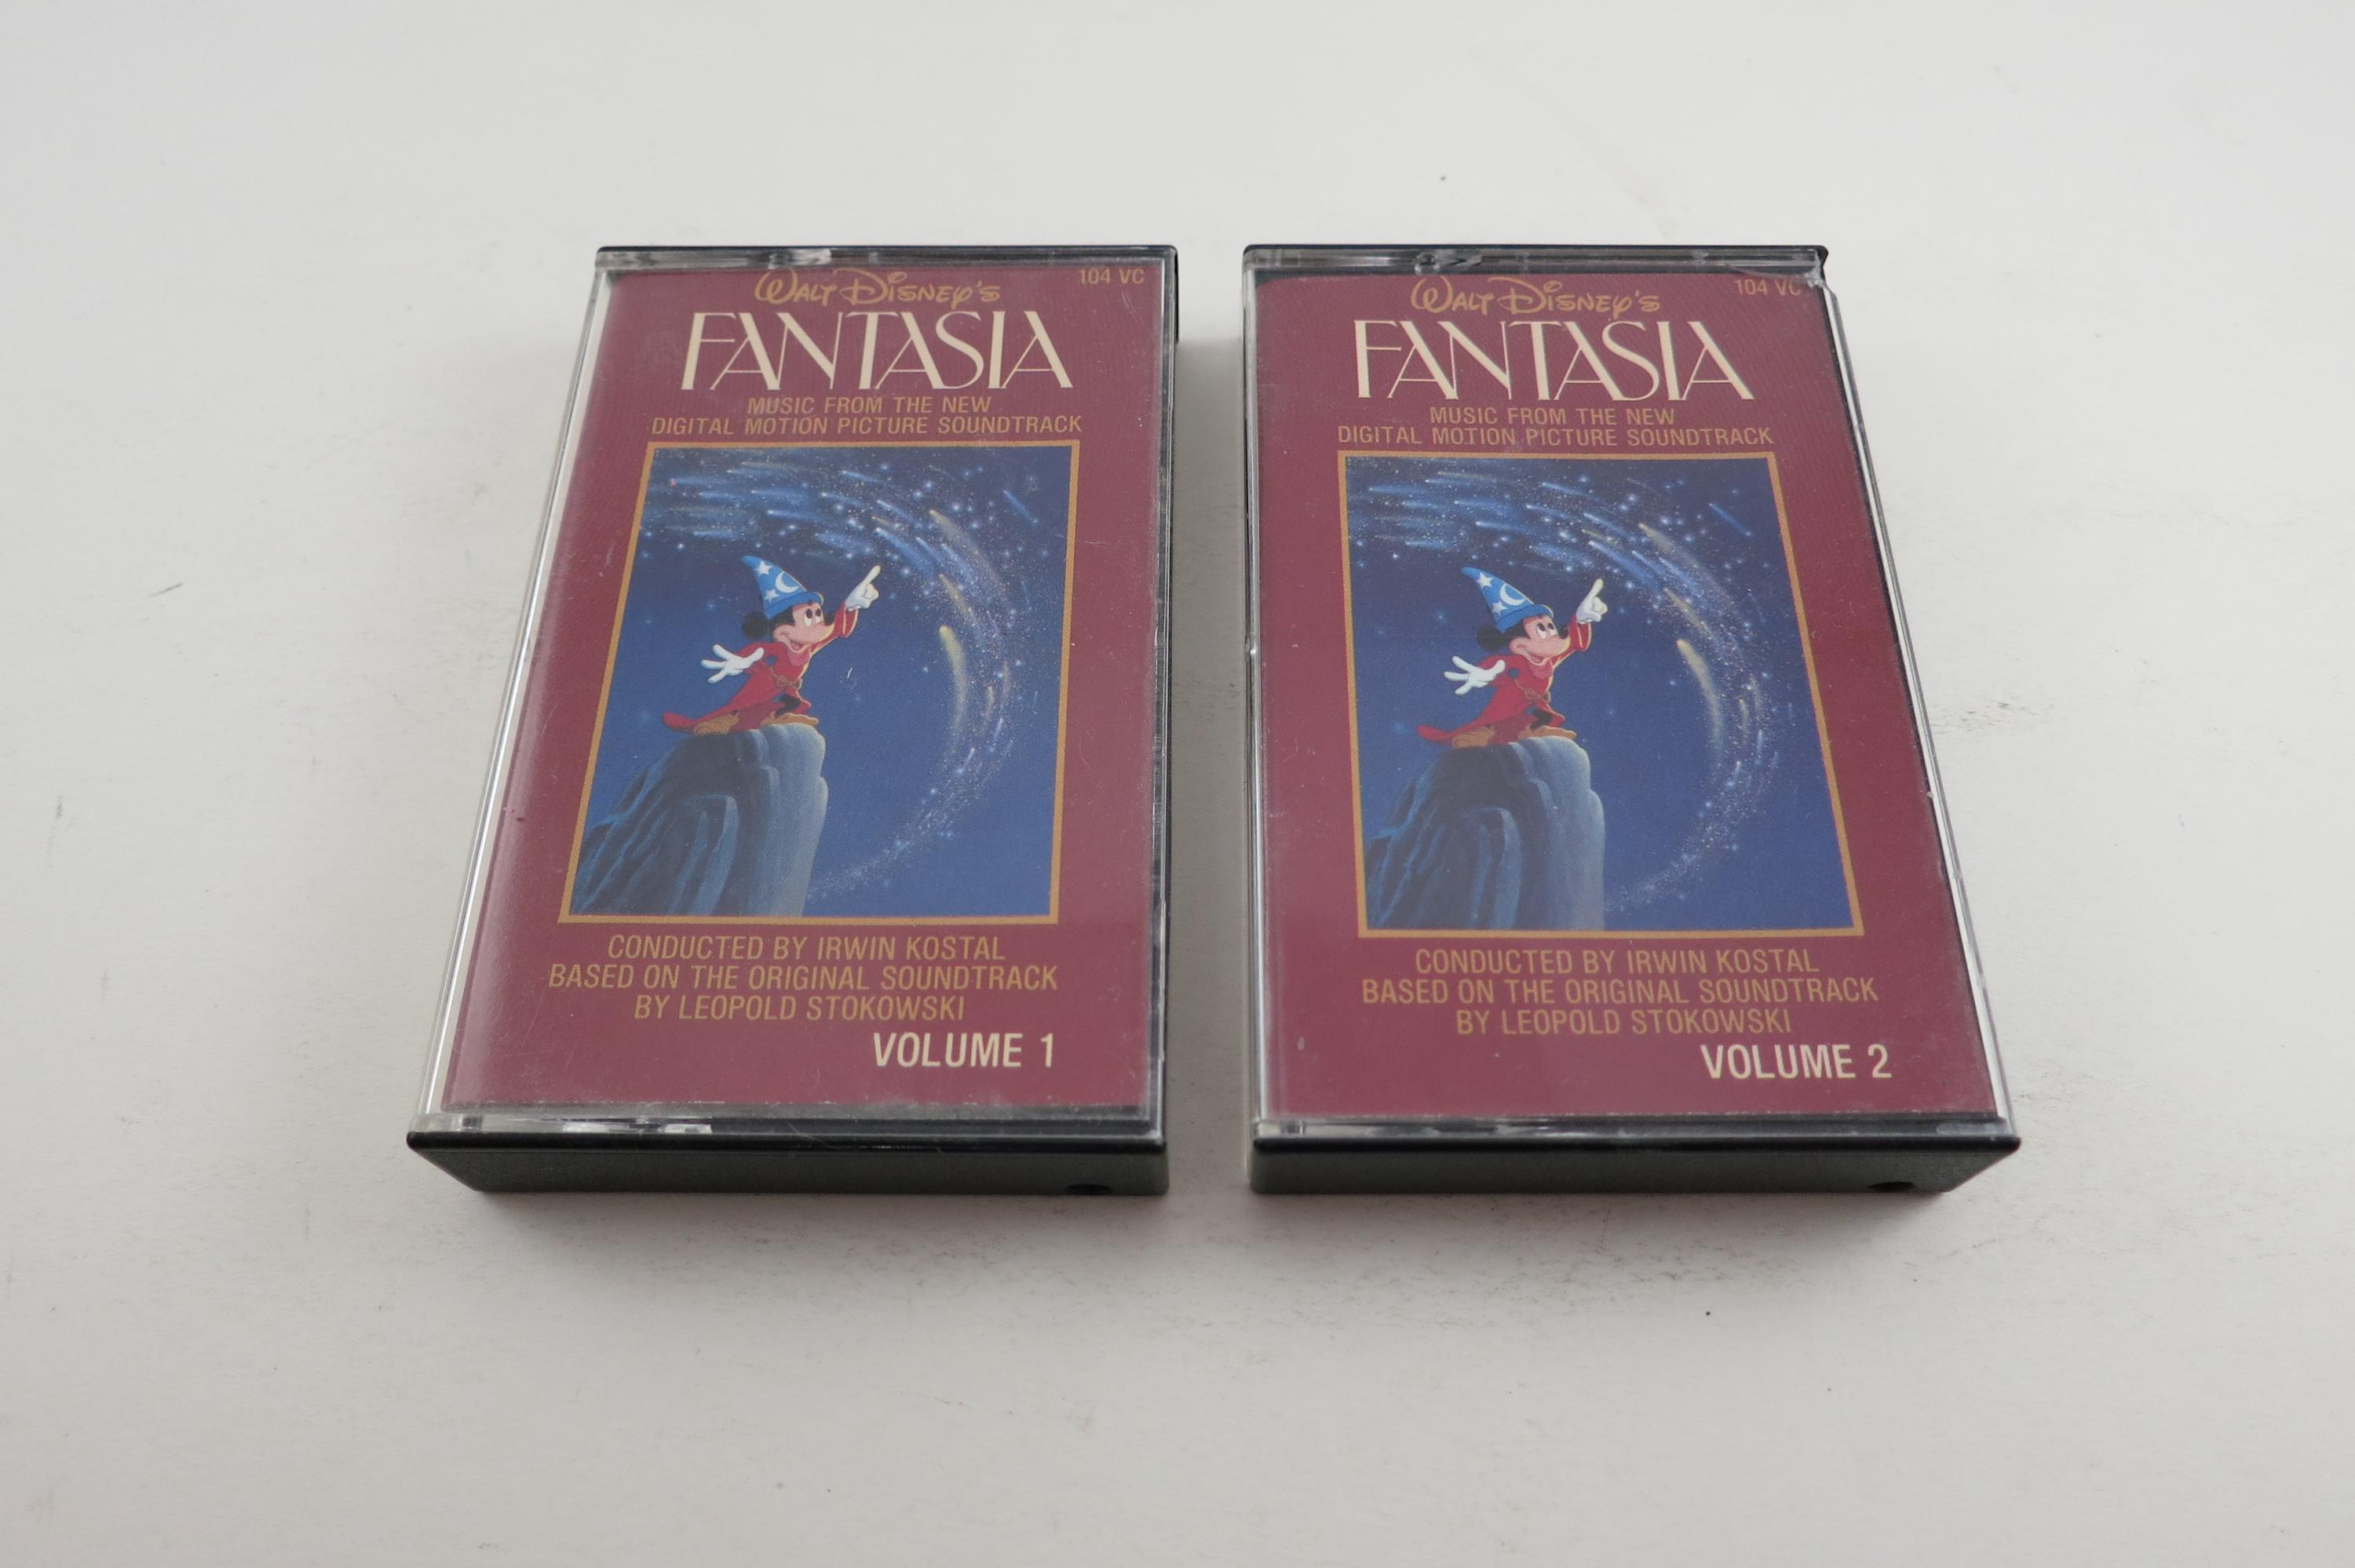 Walt Disney's
104 VC
FANTASIA
MUSIC FROM THE NEW
DIGITAL MOTION PICTURE SOUNDTRACK
CONDUCTED BY IRWIN KOSTAL
BASED ON THE ORIGINAL SOUNDTRACK
BY LEOPOLD STOKOWSKI
VOLUME 1
Walt Disney's
104 VC
FANTASIA
MUSIC FROM THE NEW
DIGITAL MOTION PICTURE SOUNDTRACK
CONDUCTED BY IRWIN KOSTAL
BASED ON THE ORIGINAL SOUNDTRACK
BY LEOPOLD STOKOWSKI
VOLUME 2